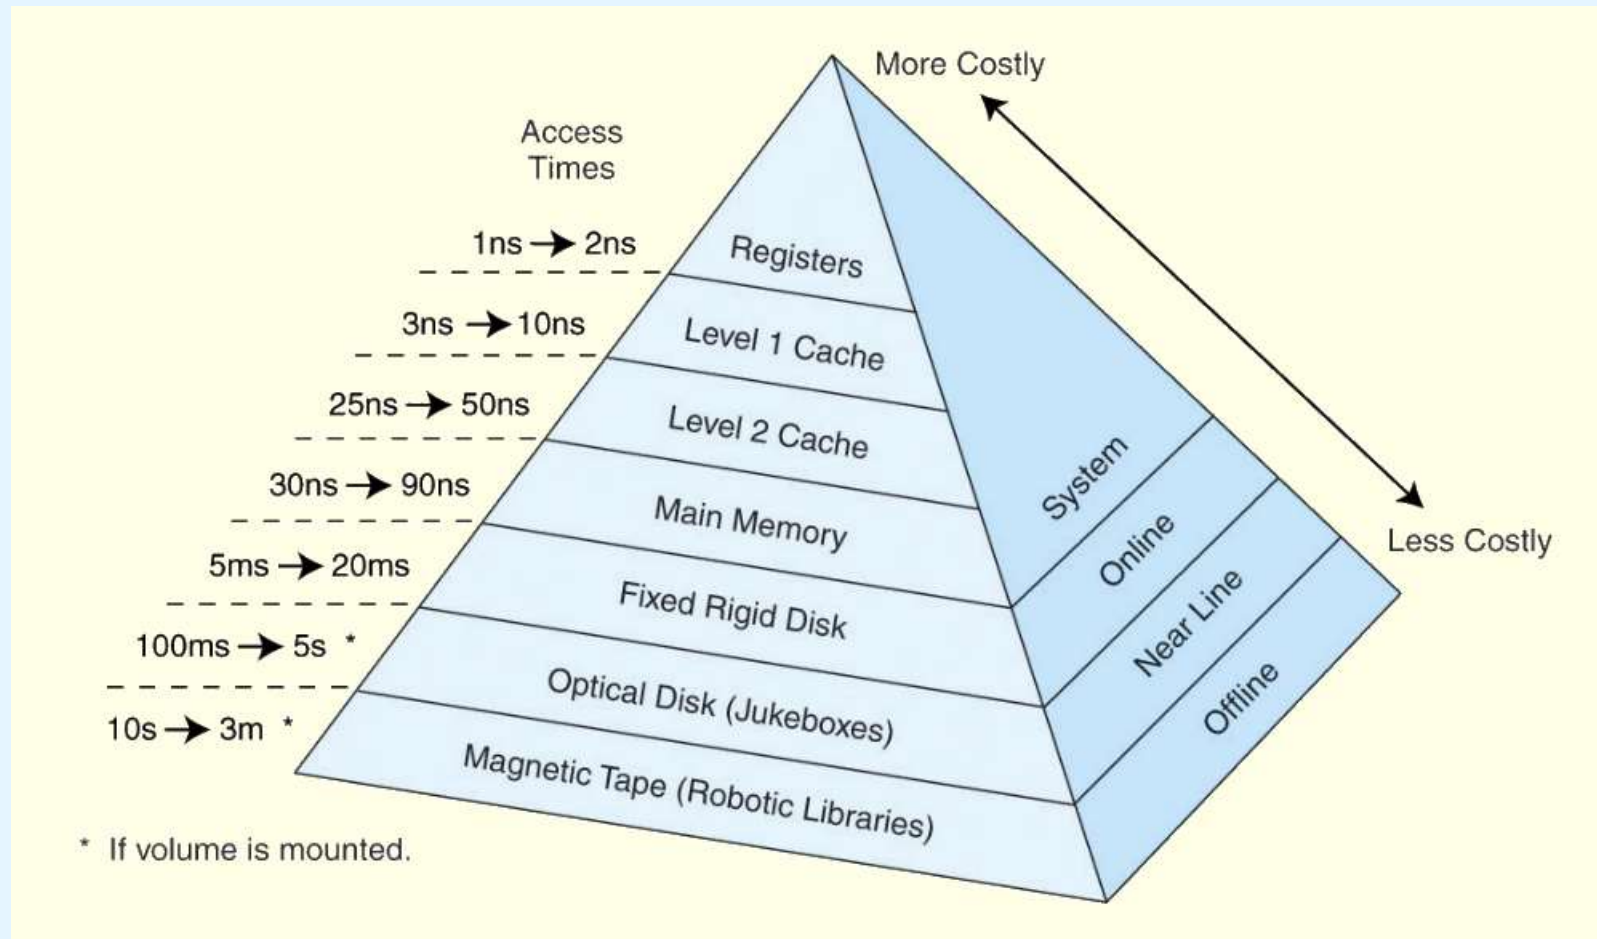 More Costly
Access
Times
1ns → 2ns
Registers
3ns → 10ns
Level 1 Cache
25ns → 50ns
Level 2 Cache
30ns → 90ns
Main Memory
5ms → 20ms
Fixed Rigid Disk
100ms → 5s *
Optical Disk (Jukeboxes)
10s → 3m *
Magnetic Tape (Robotic Libraries)
System
Online
Near Line
Offline
Less Costly
* If volume is mounted.